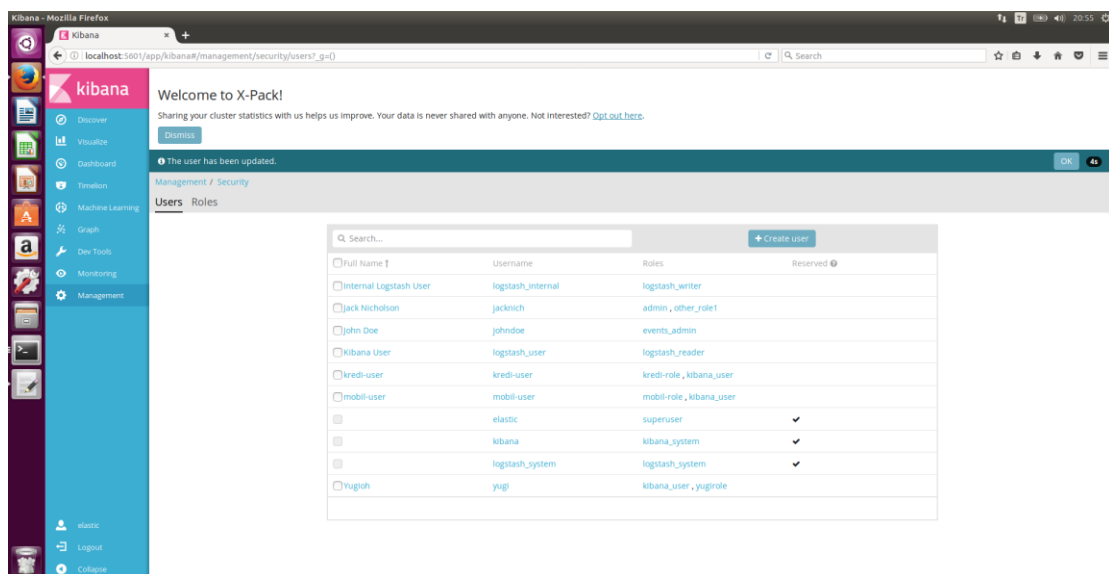 Kibana - Mozilla Firefox
Tr
20:55
Kibana × +
localhost:5601/app/kibana#/management/security/users?_g=()
Search
kibana
Discover
Visualize
Dashboard
Timelion
Machine Learning
Graph
Dev Tools
Monitoring
Management
elastic
Logout
Collapse
Welcome to X-Pack!
Sharing your cluster statistics with us helps us improve. Your data is never shared with anyone. Not interested? Opt out here.
Dismiss
The user has been updated. OK 4s
Management / Security
Users Roles
Search... + Create user
Full Name Username Roles Reserved
Internal Logstash User logstash_internal logstash_writer
Jack Nicholson jacknich admin , other_role1
John Doe johndoe events_admin
Kibana User logstash_user logstash_reader
kredi-user kredi-user kredi-role , kibana_user
mobil-user mobil-user mobil-role , kibana_user
elastic superuser ✔
kibana kibana_system ✔
logstash_system logstash_system ✔
Yugioh yugi kibana_user , yugirole